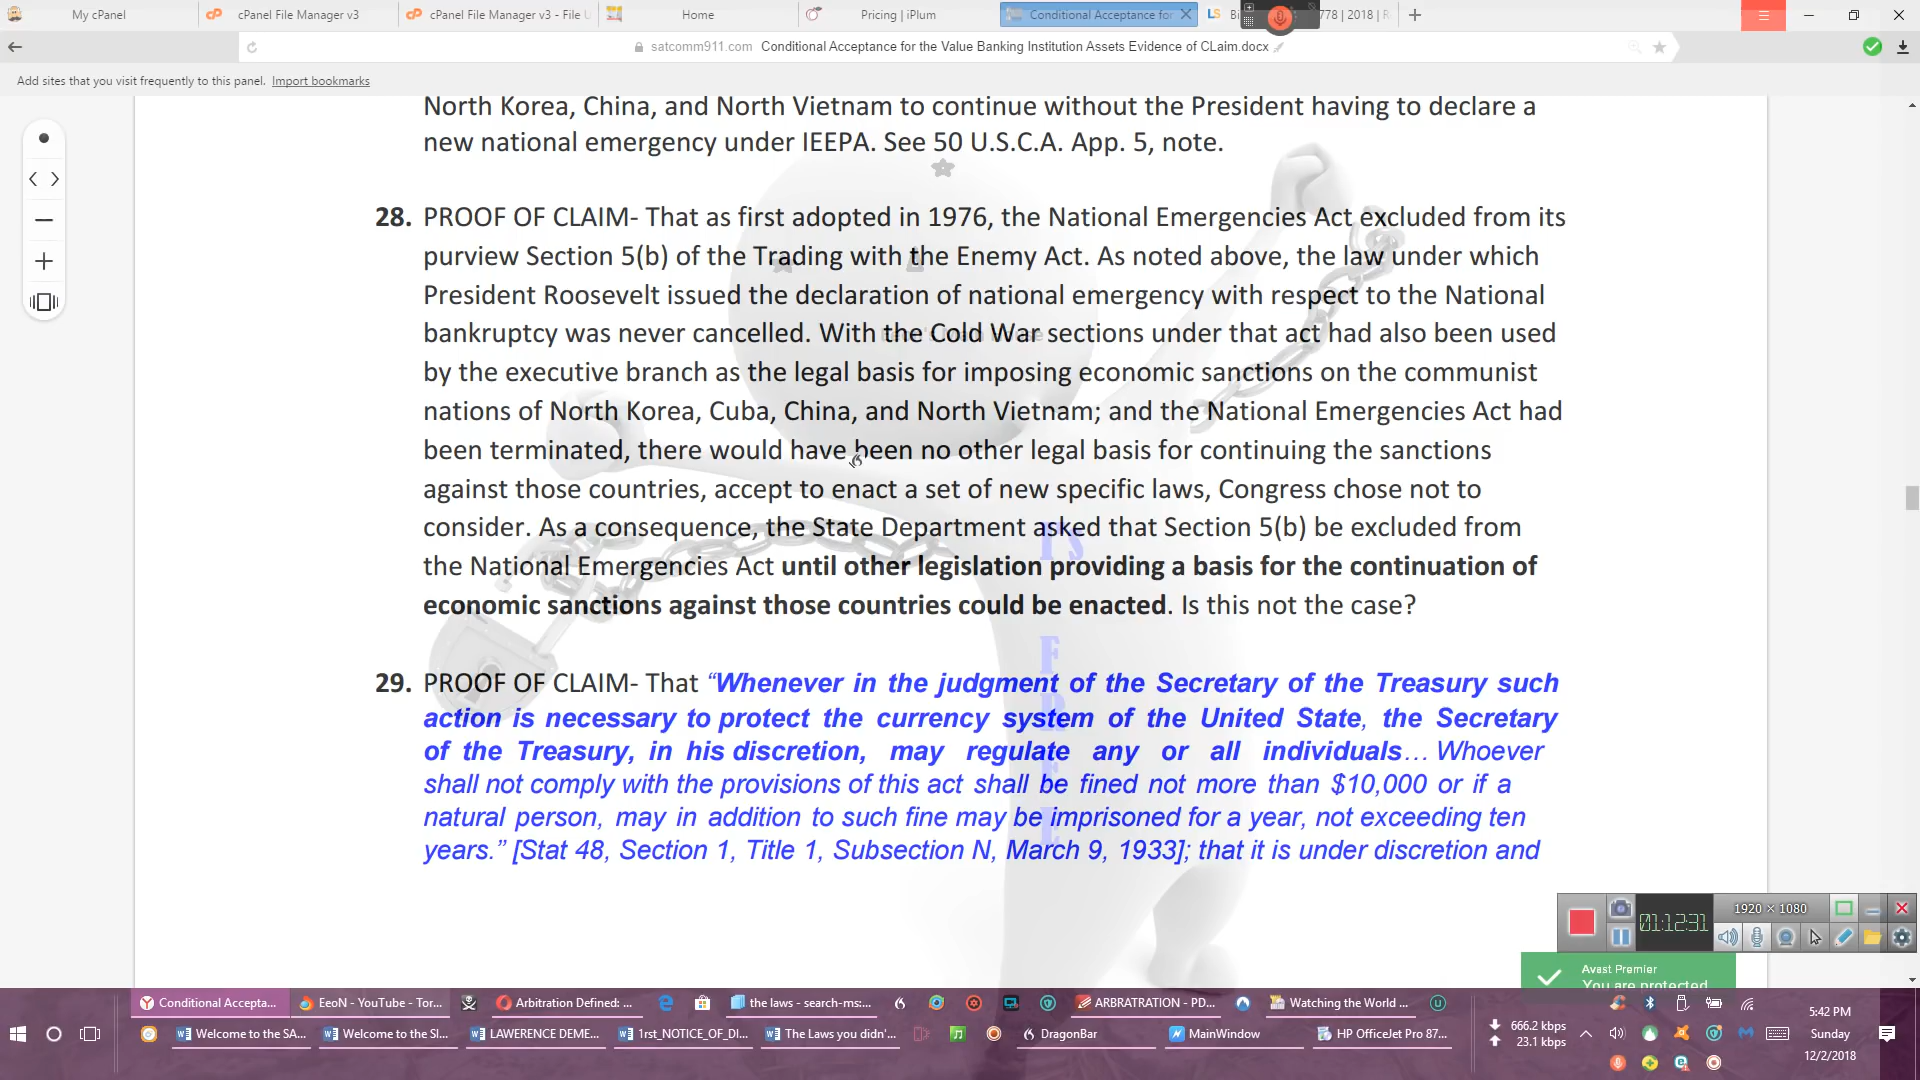 My cPanel
cPanel File Manager v3
cPanel File Manager v3 - File U
Home
Pricing | iPlum
Conditional Acceptance for
778 | 2018 |
satcomm911.com Conditional Acceptance for the Value Banking Institution Assets Evidence of CLaim.docx
Add sites that you visit frequently to this panel. Import bookmarks
North Korea, China, and North Vietnam to continue without the President having to declare a
new national emergency under IEEPA. See 50 U.S.C.A. App. 5, note.
28. PROOF OF CLAIM- That as first adopted in 1976, the National Emergencies Act excluded from its
purview Section 5(b) of the Trading with the Enemy Act. As noted above, the law under which
President Roosevelt issued the declaration of national emergency with respect to the National
bankruptcy was never cancelled. With the Cold War sections under that act had also been used
by the executive branch as the legal basis for imposing economic sanctions on the communist
nations of North Korea, Cuba, China, and North Vietnam; and the National Emergencies Act had
been terminated, there would have been no other legal basis for continuing the sanctions
against those countries, accept to enact a set of new specific laws, Congress chose not to
consider. As a consequence, the State Department asked that Section 5(b) be excluded from
the National Emergencies Act until other legislation providing a basis for the continuation of
economic sanctions against those countries could be enacted. Is this not the case?
29. PROOF OF CLAIM- That “Whenever in the judgment of the Secretary of the Treasury such
action is necessary to protect the currency system of the United State, the Secretary
of the Treasury, in his discretion, may regulate any or all individuals… Whoever
shall not comply with the provisions of this act shall be fined not more than $10,000 or if a
natural person, may in addition to such fine may be imprisoned for a year, not exceeding ten
years.” [Stat 48, Section 1, Title 1, Subsection N, March 9, 1933]; that it is under discretion and
IS
FREE
1920 × 1080
01:12:31
Avast Premier
You are protected
Conditional Accepta...
EeoN - YouTube - Tor...
Arbitration Defined: ...
the laws - search-ms:...
ARBRATRATION - PD...
Watching the World ...
Welcome to the SA...
Welcome to the SI...
LAWERENCE DEME...
1rst_NOTICE_OF_DI...
The Laws you didn'...
DragonBar
MainWindow
HP OfficeJet Pro 87...
666.2 kbps
23.1 kbps
5:42 PM
Sunday
12/2/2018